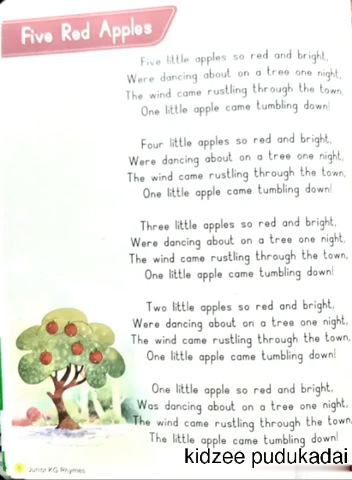 Five Red Apples
Five little apples so red and bright,
Were dancing about on a tree one night,
The wind came rustling through the town,
One little apple came tumbling down!
Four little apples so red and bright,
Were dancing about on a tree one night,
The wind came rustling through the town,
One little apple came tumbling down!
Three little apples so red and bright,
Were dancing about on a tree one night,
The wind came rustling through the town,
One little apple came tumbling down!
Two little apples so red and bright,
Were dancing about on a tree one night,
The wind came rustling through the town,
One little apple came tumbling down!
One little apple so red and bright,
Was dancing about on a tree one night,
The wind came rustling through the town,
The little apple came tumbling down!
kidzee pudukadai
Junior KG Rhymes